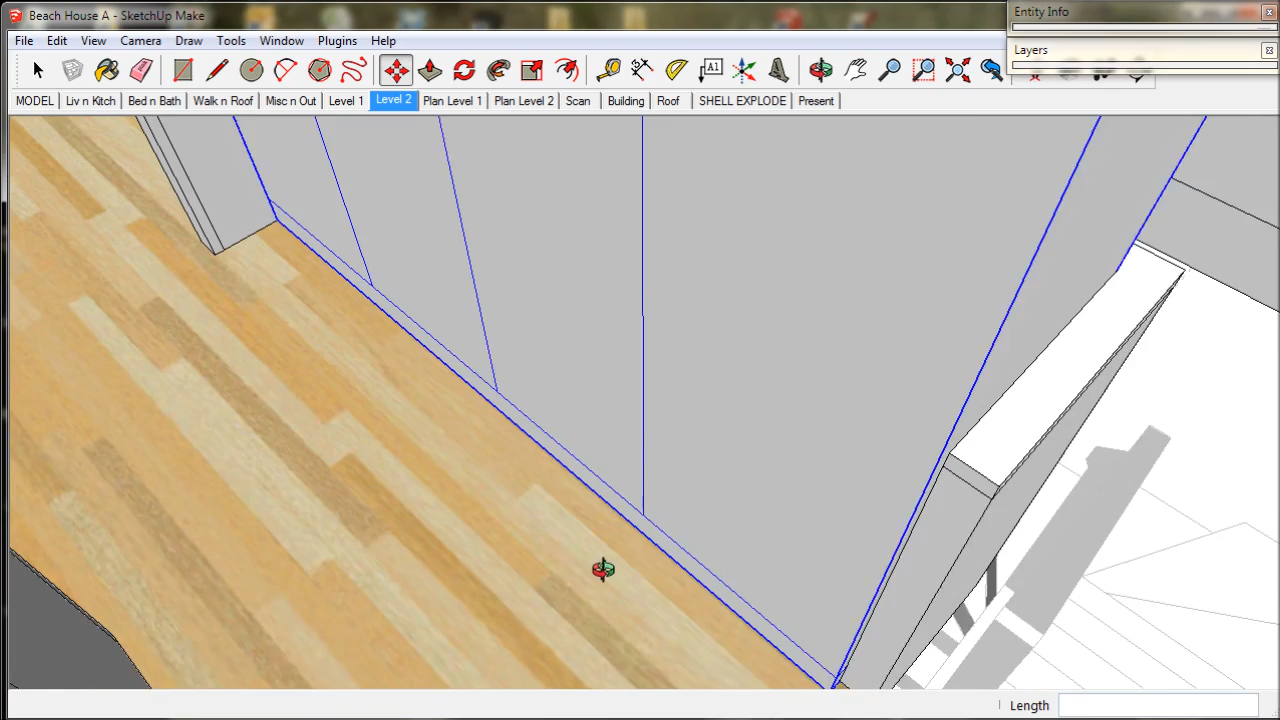 Beach House A - SketchUp Make
Entity Info
File Edit View Camera Draw Tools Window Plugins Help
Layers
A1
MODEL Liv n Kitch Bed n Bath Walk n Roof Misc n Out Level 1 Level 2 Plan Level 1 Plan Level 2 Scan Building Roof SHELL EXPLODE Present
Length